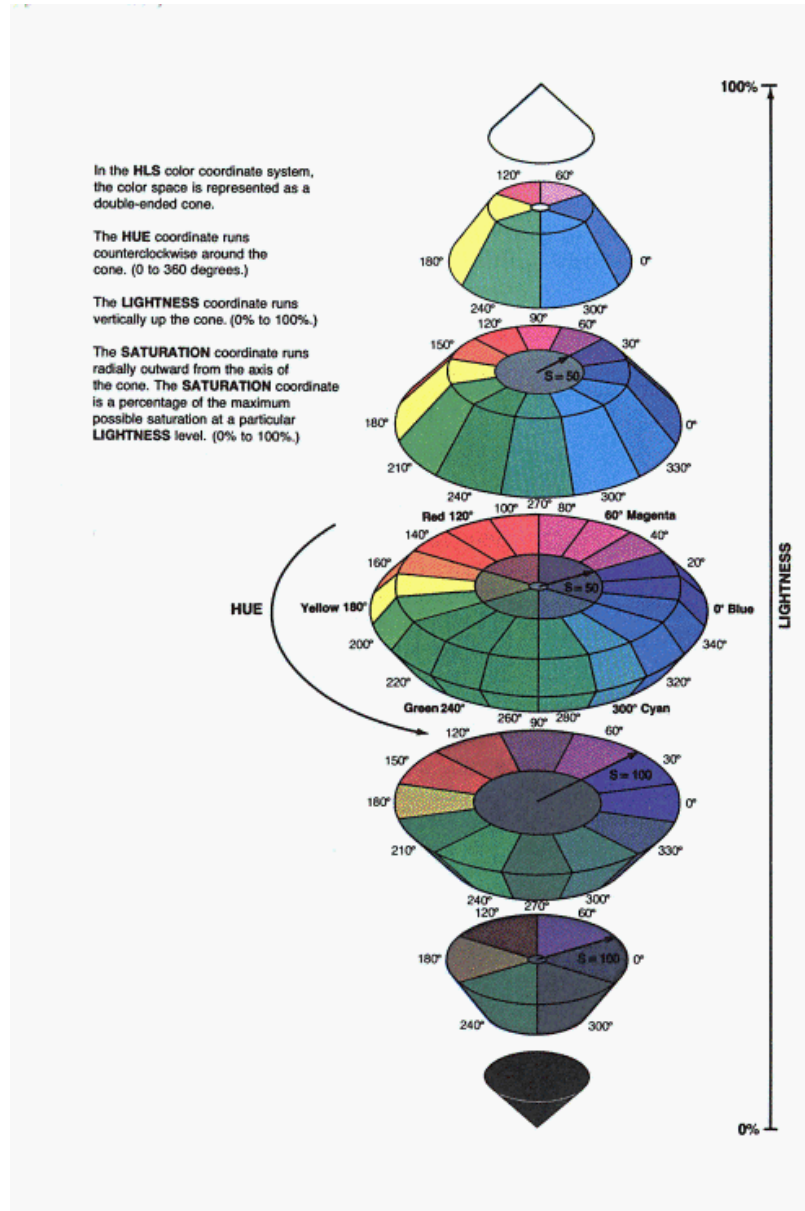 100%
In the HLS color coordinate system,
the color space is represented as a
double-ended cone.
The HUE coordinate runs
counterclockwise around the
cone. (0 to 360 degrees.)
The LIGHTNESS coordinate runs
vertically up the cone. (0% to 100%.)
The SATURATION coordinate runs
radially outward from the axis of
the cone. The SATURATION coordinate
is a percentage of the maximum
possible saturation at a particular
LIGHTNESS level. (0% to 100%.)
120° 60°
180° 0°
240° 300°
120° 90° 60°
150° 30°
S = 50
180° 0°
210° 330°
240° 270° 300°
Red 120° 100° 80° 60° Magenta
140° 40°
160° 20°
S = 50
HUE Yellow 180° 0° Blue
LIGHTNESS
200° 340°
220° 320°
Green 240° 260° 280° 300° Cyan
120° 90° 60°
150° 30°
S = 100
180° 0°
210° 330°
240° 270° 300°
120° 60°
180° S = 100 0°
240° 300°
0%